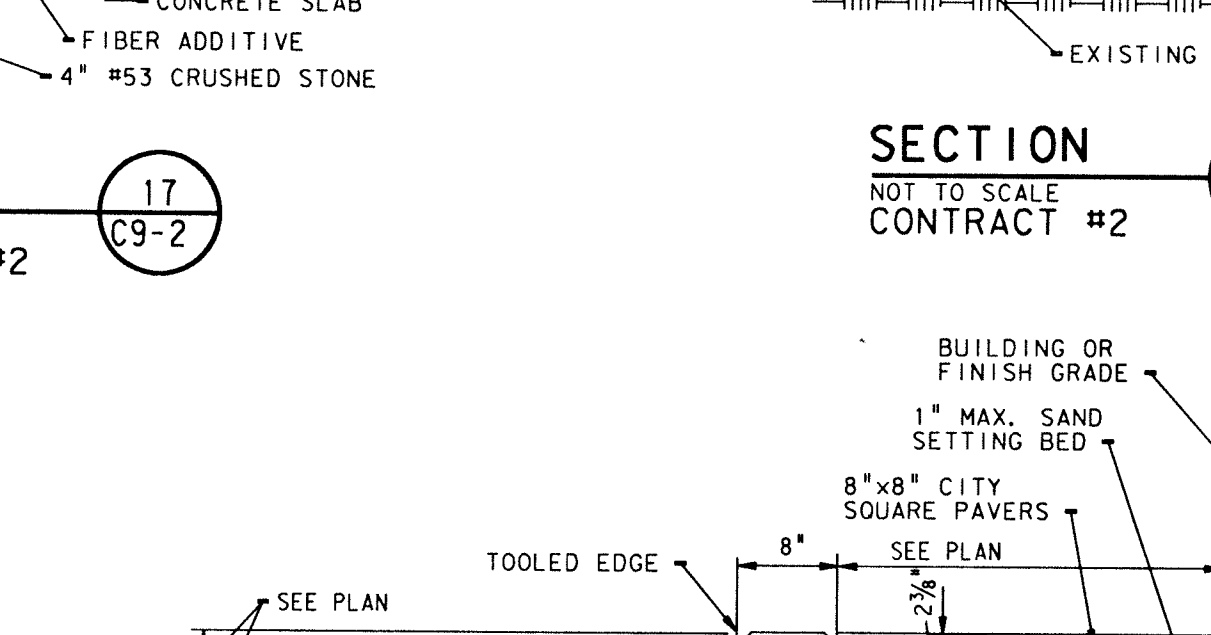 CONCRETE SLAB
FIBER ADDITIVE
4" #53 CRUSHED STONE
EXISTING
17
C9-2
#2
SECTION
NOT TO SCALE
CONTRACT #2
BUILDING OR
FINISH GRADE
1" MAX. SAND
SETTING BED
8"x8" CITY
SQUARE PAVERS
TOOLED EDGE
8"
SEE PLAN
2⅜"
SEE PLAN